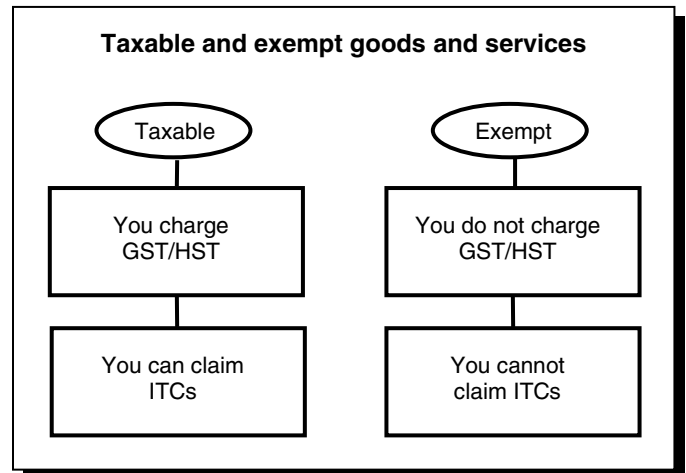 Taxable and exempt goods and services
Taxable
Exempt
You charge
GST/HST
You do not charge
GST/HST
You can claim
ITCs
You cannot
claim ITCs